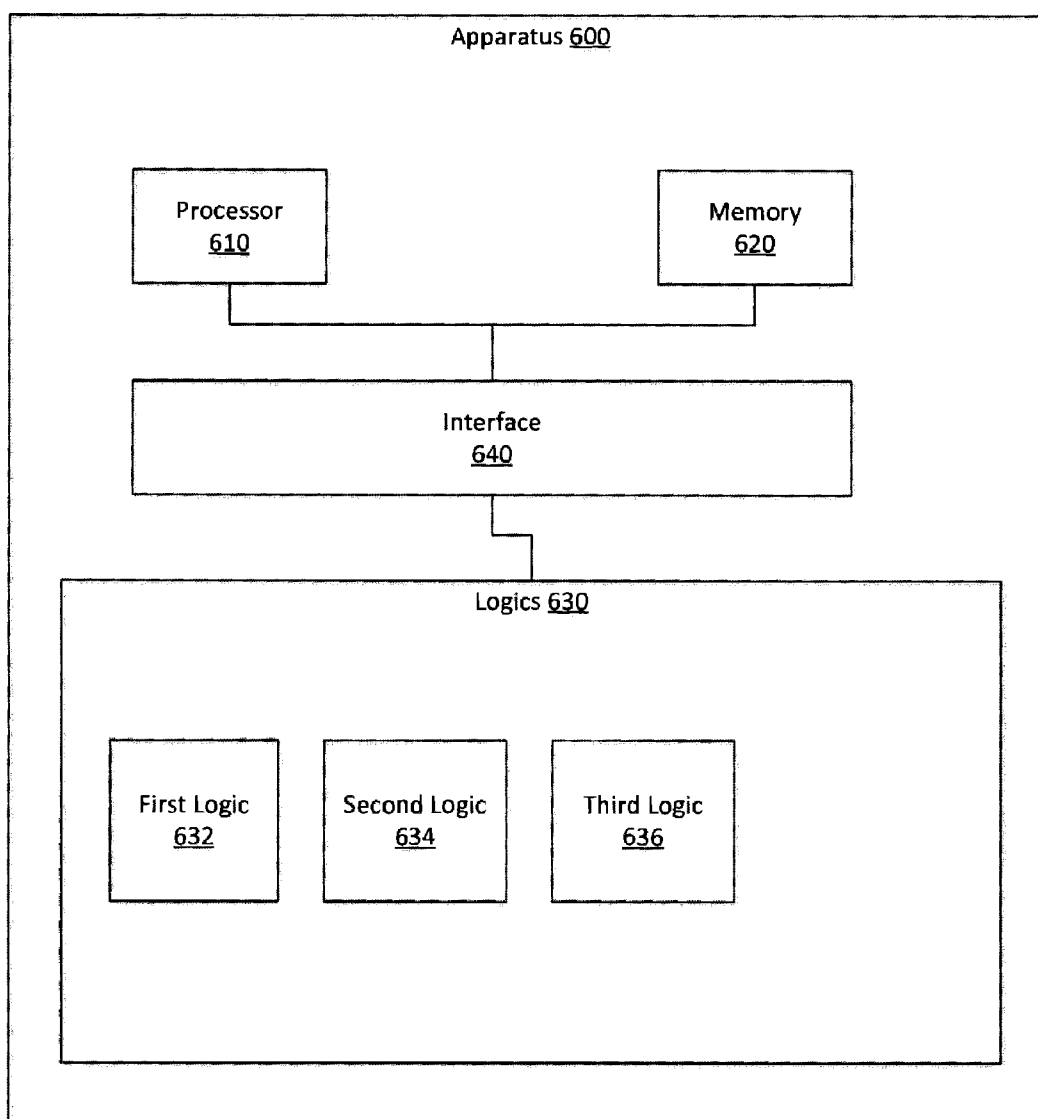 Apparatus 600
Processor
610
Memory
620
Interface
640
Logics 630
First Logic
632
Second Logic
634
Third Logic
636